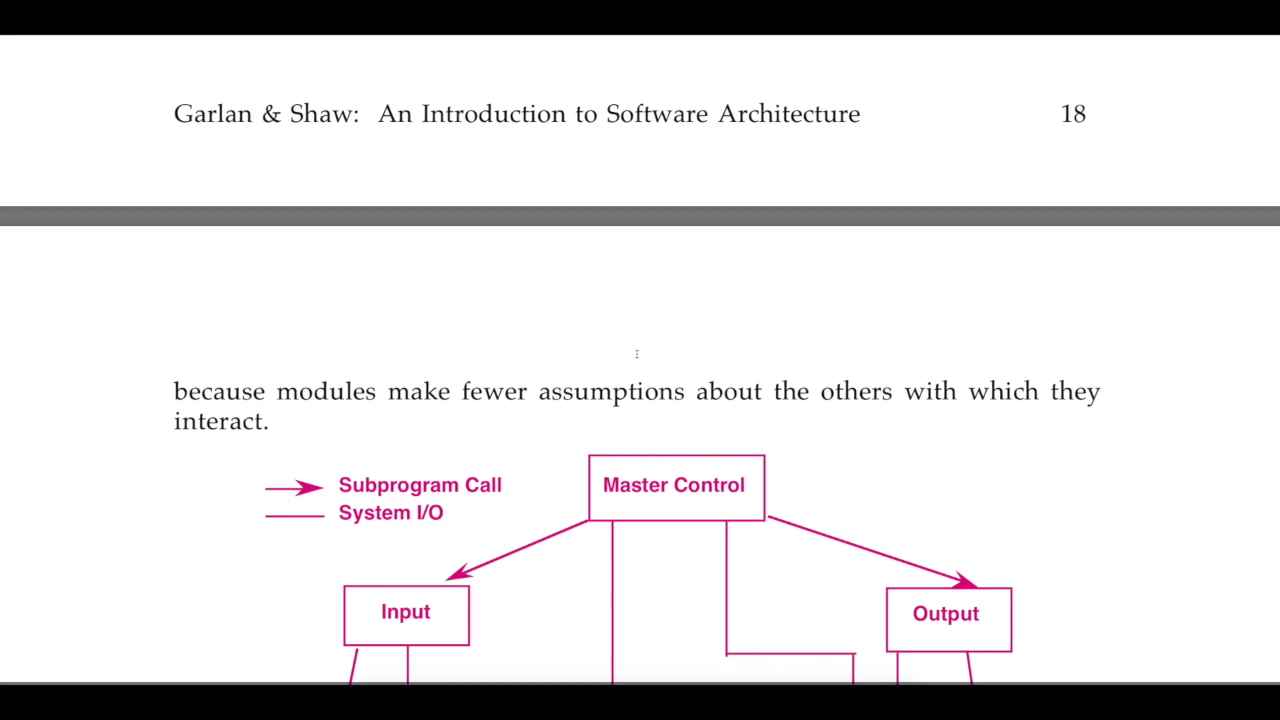 Garlan & Shaw: An Introduction to Software Architecture 18
because modules make fewer assumptions about the others with which they
interact.
Subprogram Call
System I/O
Master Control
Input
Output